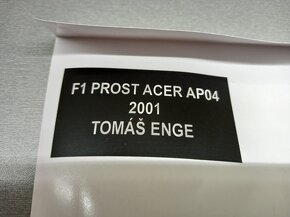 F1 PROST ACER AP04
2001
TOMÁŠ ENGE